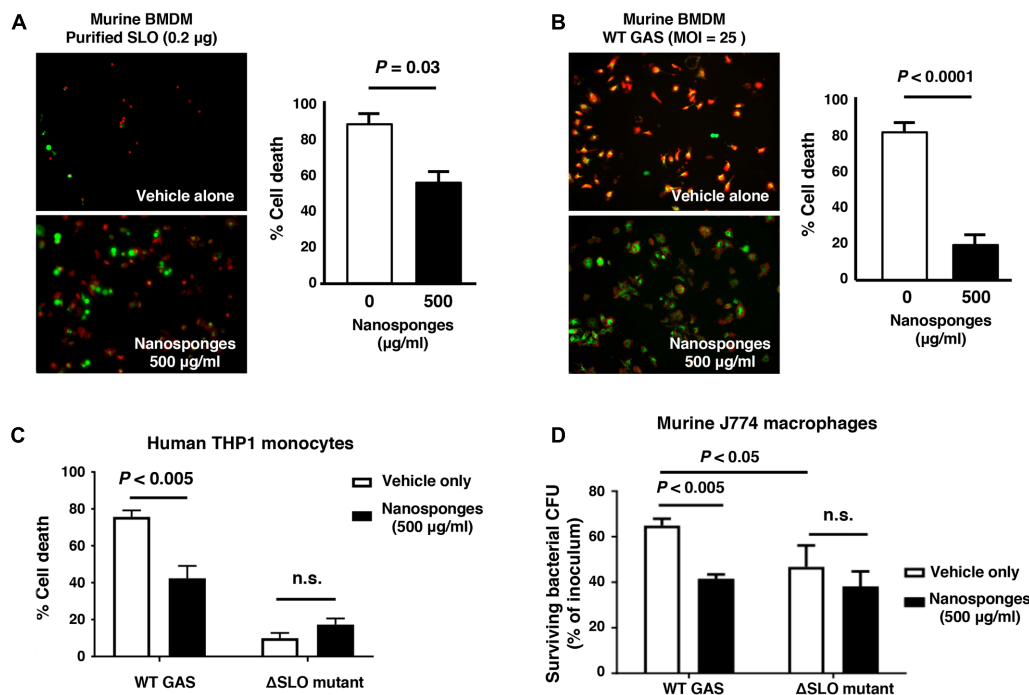 A
Murine BMDM
Purified SLO (0.2 µg)
Vehicle alone
Nanosponges
500 µg/ml
P = 0.03
% Cell death
100
80
60
40
20
0
0 500
Nanosponges
(µg/ml)
B
Murine BMDM
WT GAS (MOI = 25 )
Vehicle alone
Nanosponges
500 µg/ml
P < 0.0001
% Cell death
100
80
60
40
20
0
0 500
Nanosponges
(µg/ml)
C
Human THP1 monocytes
% Cell death
100
80
60
40
20
0
P < 0.005
n.s.
Vehicle only
Nanosponges
(500 µg/ml)
WT GAS ΔSLO mutant
D
Murine J774 macrophages
Surviving bacterial CFU
(% of inoculum)
80
60
40
20
0
P < 0.05
P < 0.005
n.s.
Vehicle only
Nanosponges
(500 µg/ml)
WT GAS ΔSLO mutant